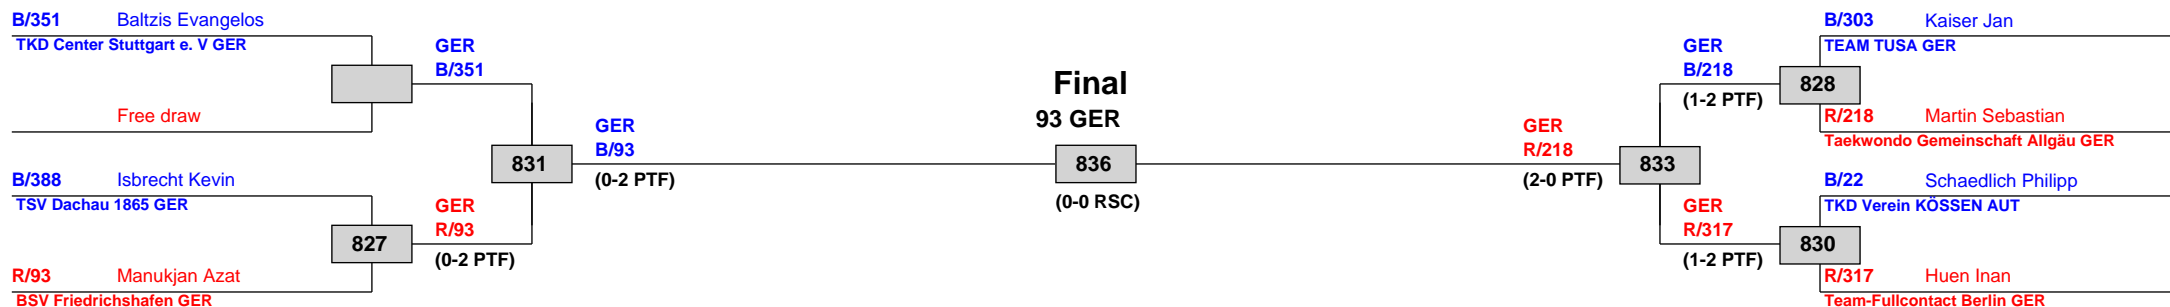 B/351 Baltzis Evangelos
TKD Center Stuttgart e. V GER
Free draw
B/388 Isbrecht Kevin
TSV Dachau 1865 GER
R/93 Manukjan Azat
BSV Friedrichshafen GER
GER
B/351
827
GER
R/93
(0-2 PTF)
831
GER
B/93
(0-2 PTF)
Final
93 GER
836
(0-0 RSC)
GER
R/218
(2-0 PTF)
833
GER
B/218
(1-2 PTF)
828
GER
R/317
(1-2 PTF)
830
B/303 Kaiser Jan
TEAM TUSA GER
R/218 Martin Sebastian
Taekwondo Gemeinschaft Allgäu GER
B/22 Schaedlich Philipp
TKD Verein KÖSSEN AUT
R/317 Huen Inan
Team-Fullcontact Berlin GER